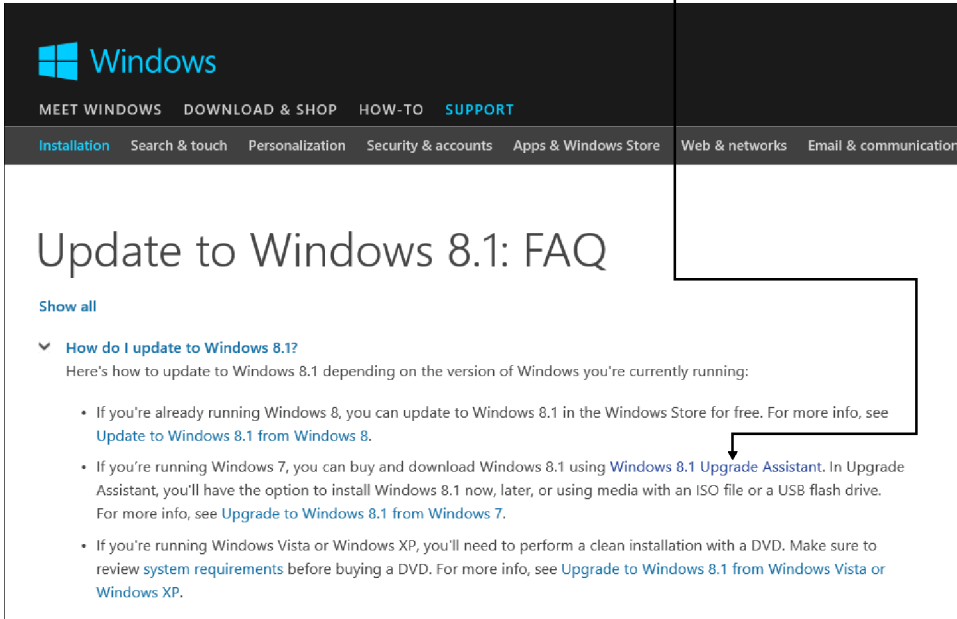 Windows
MEET WINDOWS DOWNLOAD & SHOP HOW-TO SUPPORT
Installation Search & touch Personalization Security & accounts Apps & Windows Store Web & networks Email & communication
Update to Windows 8.1: FAQ
Show all
How do I update to Windows 8.1?
Here's how to update to Windows 8.1 depending on the version of Windows you're currently running:
• If you're already running Windows 8, you can update to Windows 8.1 in the Windows Store for free. For more info, see
Update to Windows 8.1 from Windows 8.
• If you're running Windows 7, you can buy and download Windows 8.1 using Windows 8.1 Upgrade Assistant. In Upgrade
Assistant, you'll have the option to install Windows 8.1 now, later, or using media with an ISO file or a USB flash drive.
For more info, see Upgrade to Windows 8.1 from Windows 7.
• If you're running Windows Vista or Windows XP, you'll need to perform a clean installation with a DVD. Make sure to
review system requirements before buying a DVD. For more info, see Upgrade to Windows 8.1 from Windows Vista or
Windows XP.